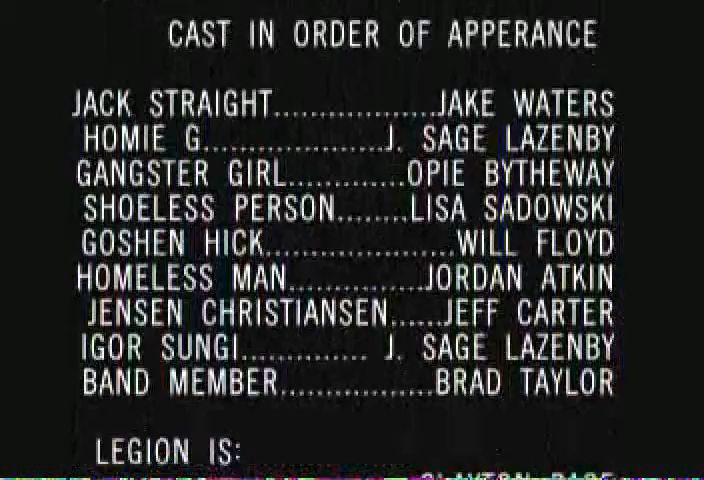 CAST IN ORDER OF APPERANCE
JACK STRAIGHT..................JAKE WATERS
HOMIE G....................J. SAGE LAZENBY
GANGSTER GIRL.............OPIE BYTHEWAY
SHOELESS PERSON........LISA SADOWSKI
GOSHEN HICK.....................WILL FLOYD
HOMELESS MAN...............JORDAN ATKIN
JENSEN CHRISTIANSEN......JEFF CARTER
IGOR SUNGI.............. J. SAGE LAZENBY
BAND MEMBER.................BRAD TAYLOR
LEGION IS: